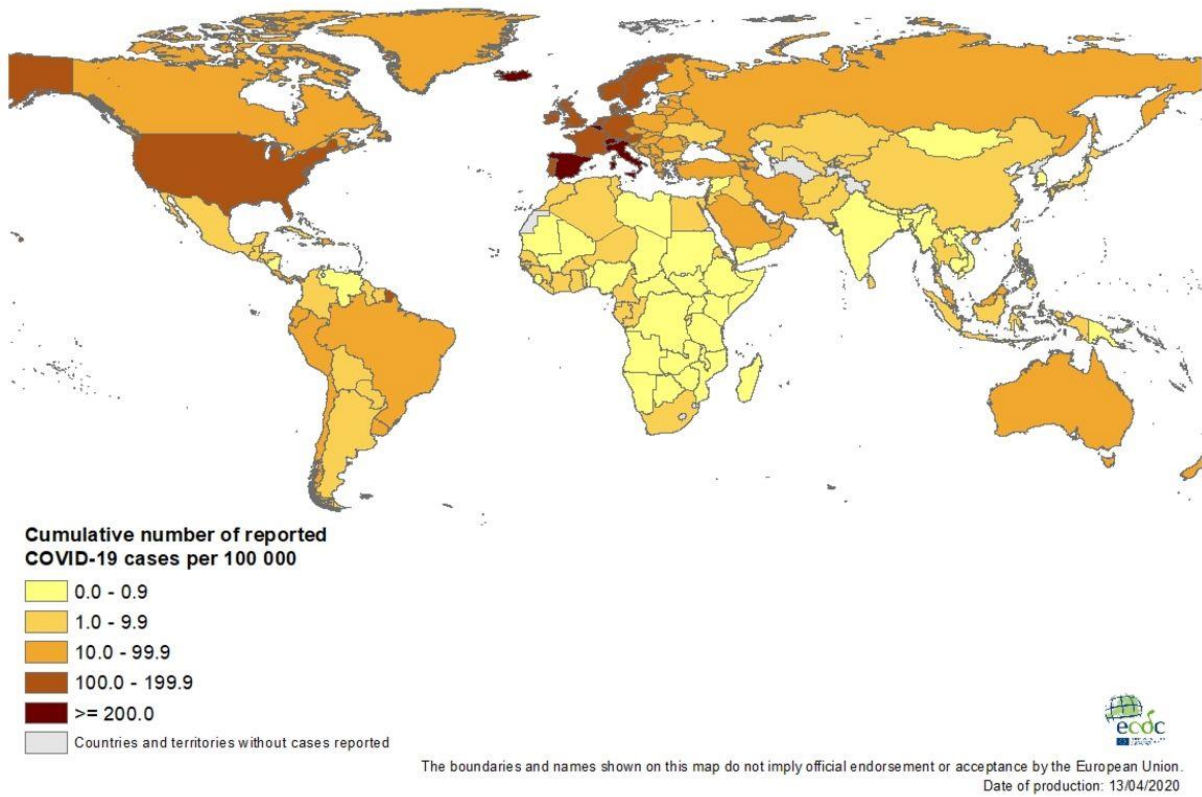 Cumulative number of reported
COVID-19 cases per 100 000
0.0 - 0.9
1.0 - 9.9
10.0 - 99.9
100.0 - 199.9
>= 200.0
Countries and territories without cases reported
ecdc
The boundaries and names shown on this map do not imply official endorsement or acceptance by the European Union.
Date of production: 13/04/2020